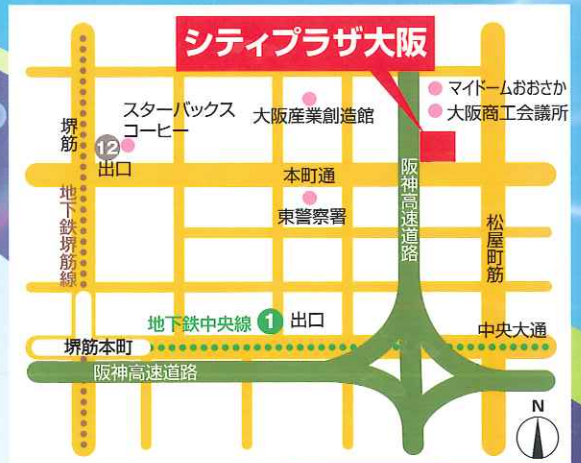 シティプラザ大阪
マイドームおおさか
大阪商工会議所
スターバックス
コーヒー
大阪産業創造館
堺筋
12
出口
本町通
東警察署
地下鉄堺筋線
阪神高速道路
松屋町筋
地下鉄中央線 1 出口
中央大通
堺筋本町
阪神高速道路
N